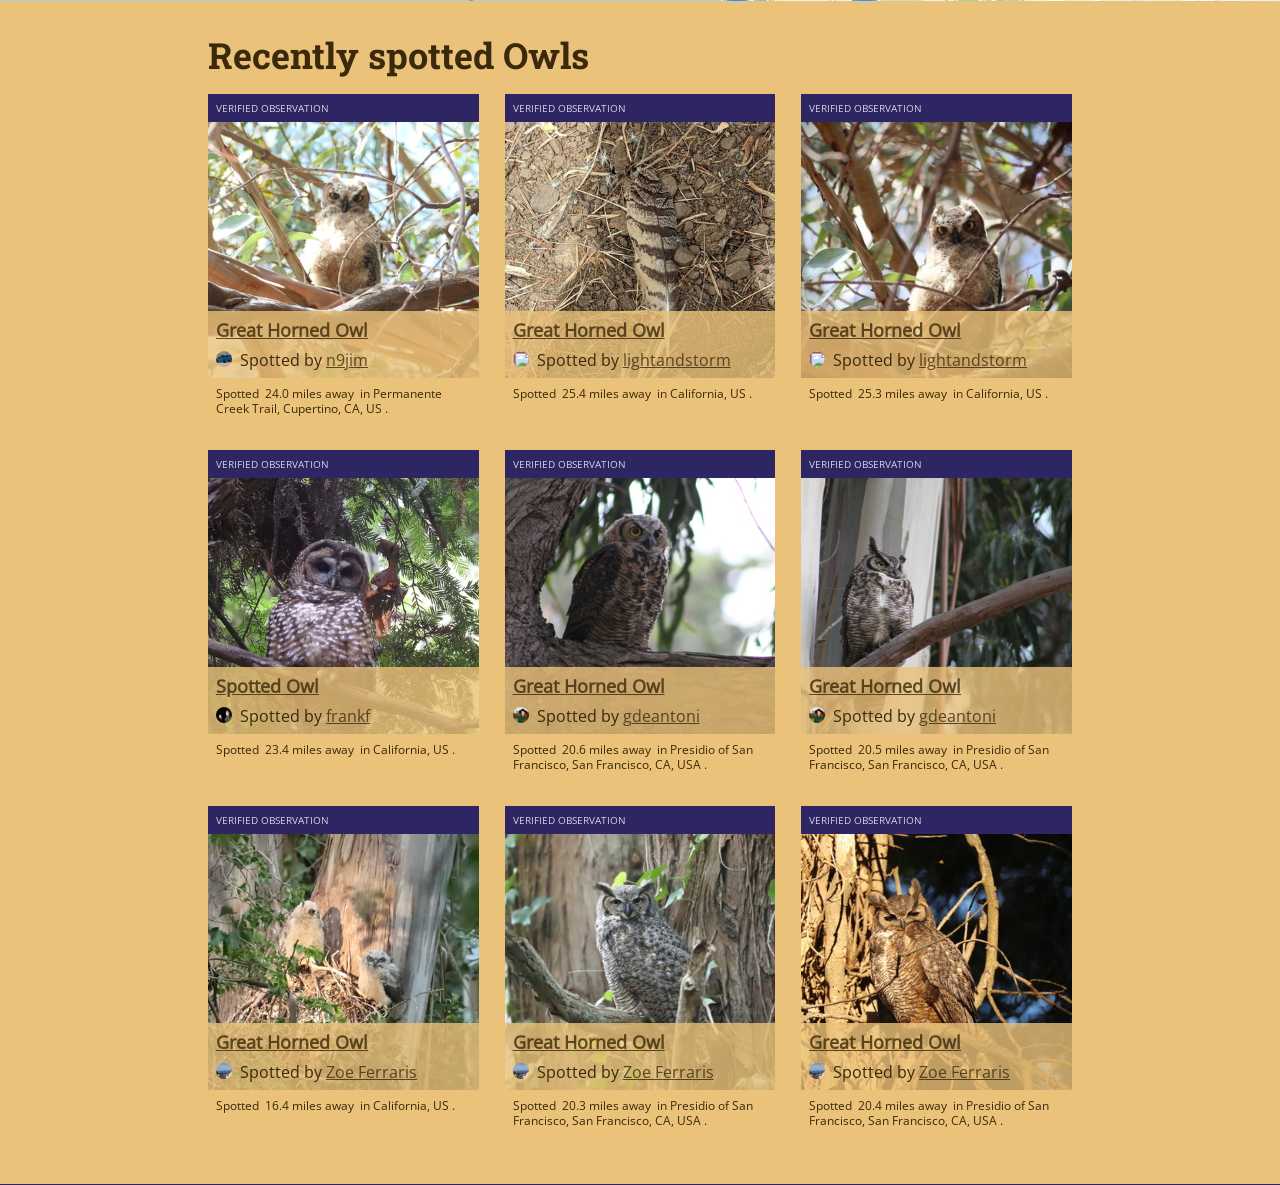 Recently spotted Owls
VERIFIED OBSERVATION
Great Horned Owl
Spotted by n9jim
Spotted 24.0 miles away in Permanente
Creek Trail, Cupertino, CA, US .
VERIFIED OBSERVATION
Great Horned Owl
Spotted by lightandstorm
Spotted 25.4 miles away in California, US .
VERIFIED OBSERVATION
Great Horned Owl
Spotted by lightandstorm
Spotted 25.3 miles away in California, US .
VERIFIED OBSERVATION
Spotted Owl
Spotted by frankf
Spotted 23.4 miles away in California, US .
VERIFIED OBSERVATION
Great Horned Owl
Spotted by gdeantoni
Spotted 20.6 miles away in Presidio of San
Francisco, San Francisco, CA, USA .
VERIFIED OBSERVATION
Great Horned Owl
Spotted by gdeantoni
Spotted 20.5 miles away in Presidio of San
Francisco, San Francisco, CA, USA .
VERIFIED OBSERVATION
Great Horned Owl
Spotted by Zoe Ferraris
Spotted 16.4 miles away in California, US .
VERIFIED OBSERVATION
Great Horned Owl
Spotted by Zoe Ferraris
Spotted 20.3 miles away in Presidio of San
Francisco, San Francisco, CA, USA .
VERIFIED OBSERVATION
Great Horned Owl
Spotted by Zoe Ferraris
Spotted 20.4 miles away in Presidio of San
Francisco, San Francisco, CA, USA .